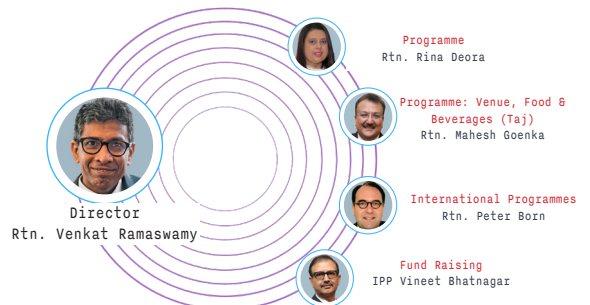 Programme
Rtn. Rina Deora
Programme: Venue, Food &
Beverages (Taj)
Rtn. Mahesh Goenka
Director
Rtn. Venkat Ramaswamy
International Programmes
Rtn. Peter Born
Fund Raising
IPP Vineet Bhatnagar